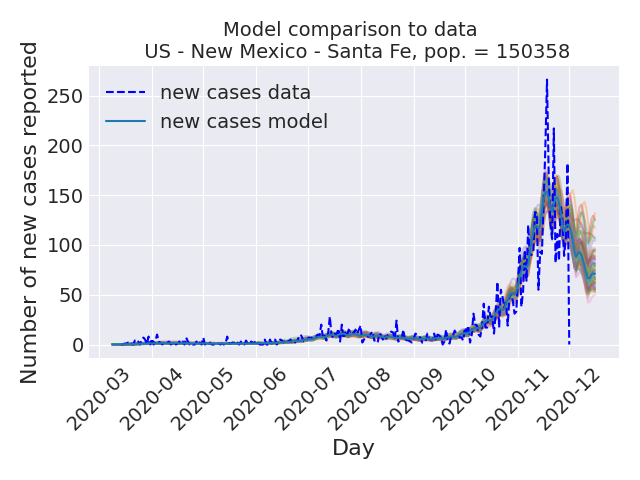 Model comparison to data
US - New Mexico - Santa Fe, pop. = 150358
Number of new cases reported
new cases data
new cases model
250
200
150
100
50
0
2020-03
2020-04
2020-05
2020-06
2020-07
2020-08
2020-09
2020-10
2020-11
2020-12
Day